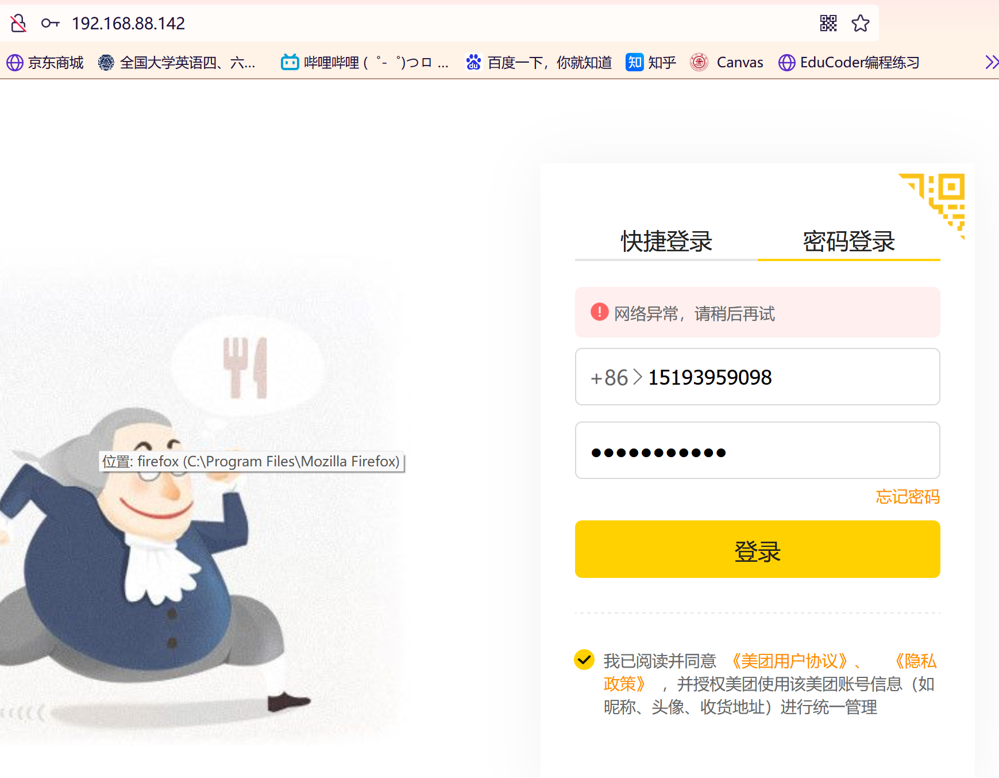 192.168.88.142
京东商城 全国大学英语四、六... 哔哩哔哩 (゜-゜)つロ ... 百度一下，你就知道 知 知乎 Canvas EduCoder编程练习
快捷登录 密码登录
网络异常，请稍后再试
+86 15193959098
位置: firefox (C:\Program Files\Mozilla Firefox)
忘记密码
登录
我已阅读并同意 《美团用户协议》、 《隐私
政策》 ，并授权美团使用该美团账号信息（如
昵称、头像、收货地址）进行统一管理